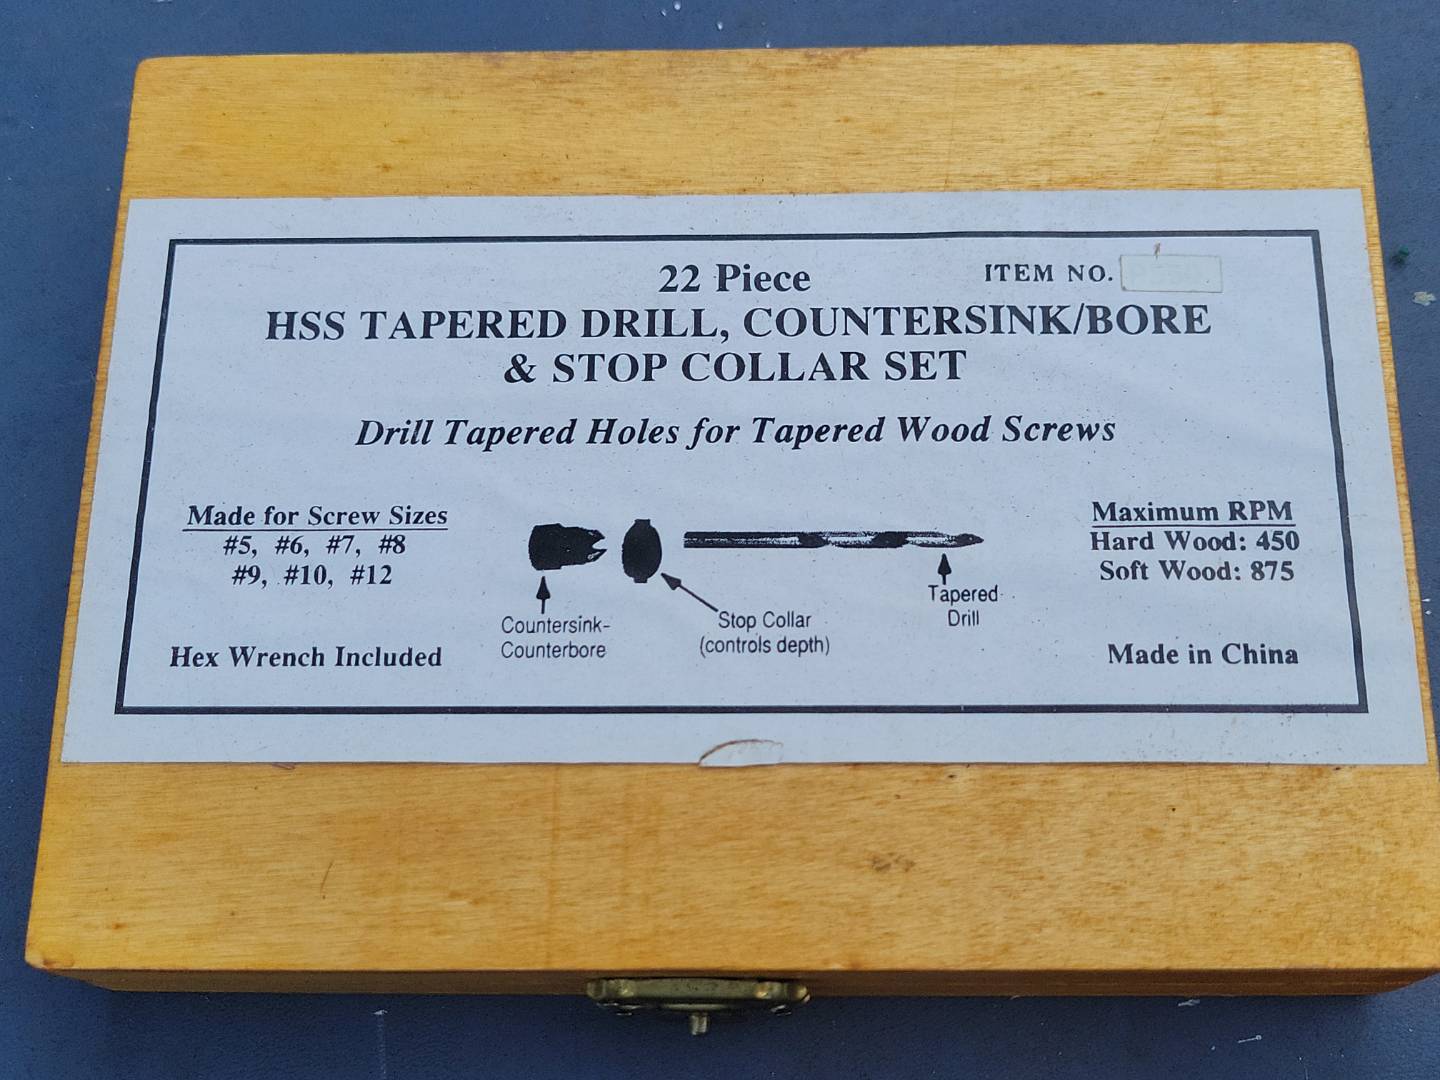 22 Piece
ITEM NO.
HSS TAPERED DRILL, COUNTERSINK/BORE
& STOP COLLAR SET
Drill Tapered Holes for Tapered Wood Screws
Made for Screw Sizes
#5, #6, #7, #8
#9, #10, #12
Hex Wrench Included
Countersink-
Counterbore
Stop Collar
(controls depth)
Tapered
Drill
Maximum RPM
Hard Wood: 450
Soft Wood: 875
Made in China